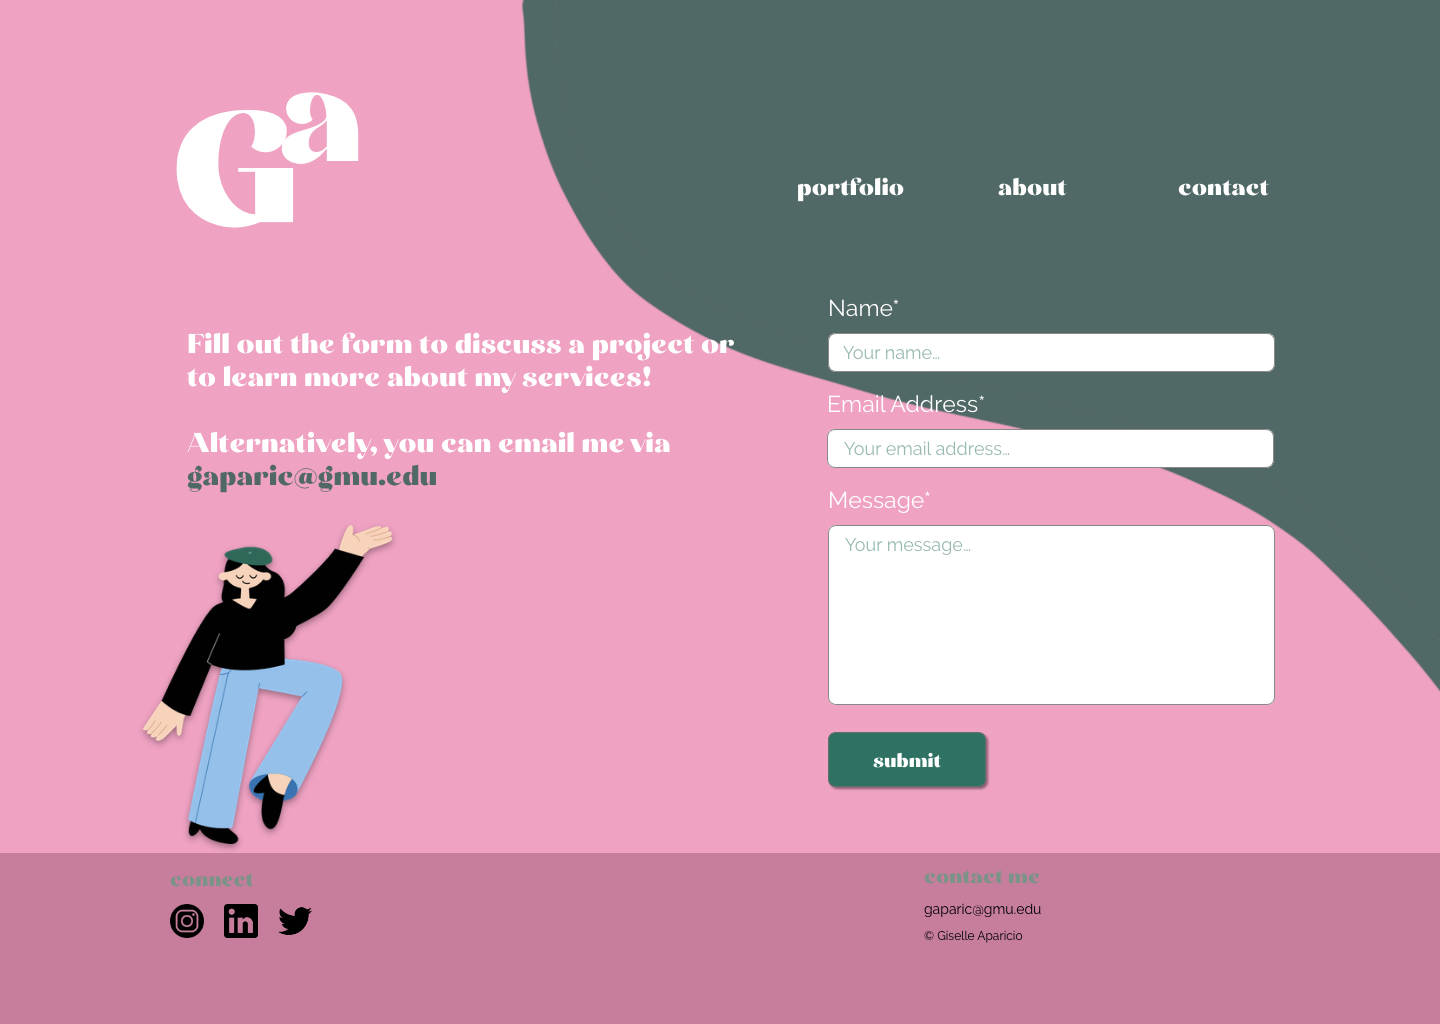 Ga
portfolio about contact
Fill out the form to discuss a project or
to learn more about my services!
Alternatively, you can email me via
gaparic@gmu.edu
Name*
Your name...
Email Address*
Your email address...
Message*
Your message...
submit
connect
in
contact me
gaparic@gmu.edu
© Giselle Aparicio